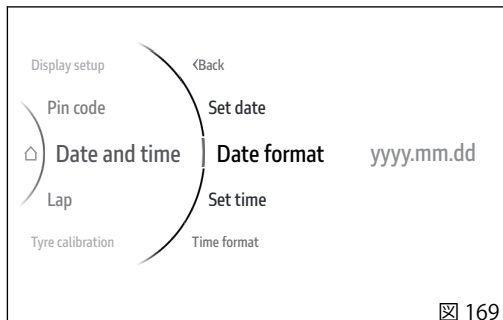 Display setup
Pin code
Date and time
Lap
Tyre calibration
<Back
Set date
Date format
Set time
Time format
yyyy.mm.dd
図 169